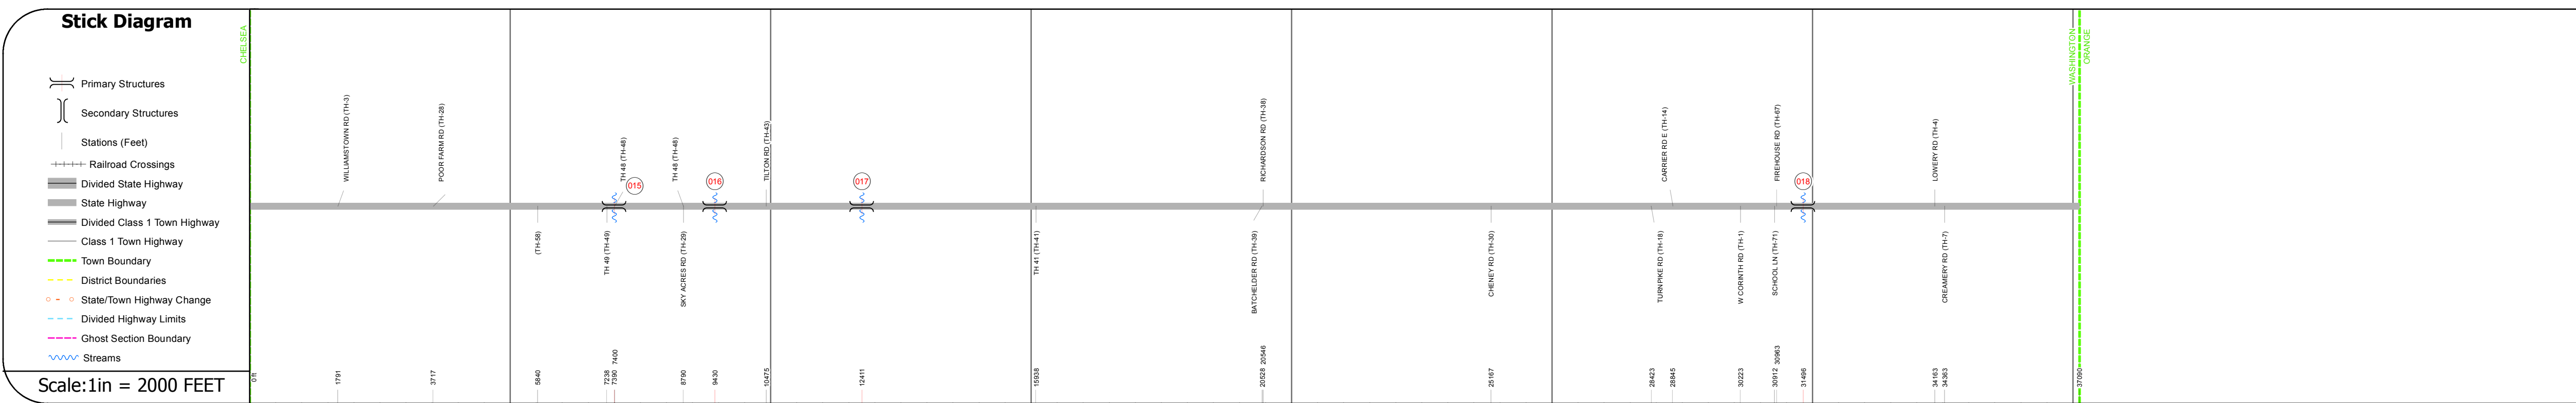 Stick Diagram
Primary Structures
Secondary Structures
Stations (Feet)
Railroad Crossings
Divided State Highway
State Highway
Divided Class 1 Town Highway
Class 1 Town Highway
Town Boundary
District Boundaries
State/Town Highway Change
Divided Highway Limits
Ghost Section Boundary
Streams
Scale:1in = 2000 FEET
CHELSEA
WILLIAMSTOWN RD (TH-3)
POOR FARM RD (TH-28)
TH 48 (TH-48)
TH 48 (TH-48)
TILTON RD (TH-43)
RICHARDSON RD (TH-38)
CARRIER RD E (TH-14)
FIREHOUSE RD (TH-67)
LOWERY RD (TH-4)
WASHINGTON
ORANGE
015
016
017
018
(TH-58)
TH 49 (TH-49)
SKY ACRES RD (TH-29)
TH 41 (TH-41)
BATCHELDER RD (TH-39)
CHENEY RD (TH-30)
TURNPIKE RD (TH-18)
W CORINTH RD (TH-1)
SCHOOL LN (TH-71)
CREAMERY RD (TH-7)
0 ft
1791
3717
5840
7238
7390
7400
8790
9430
10475
12411
15938
20528
20546
25167
28423
28845
30223
30912
30963
31496
34163
34363
37090